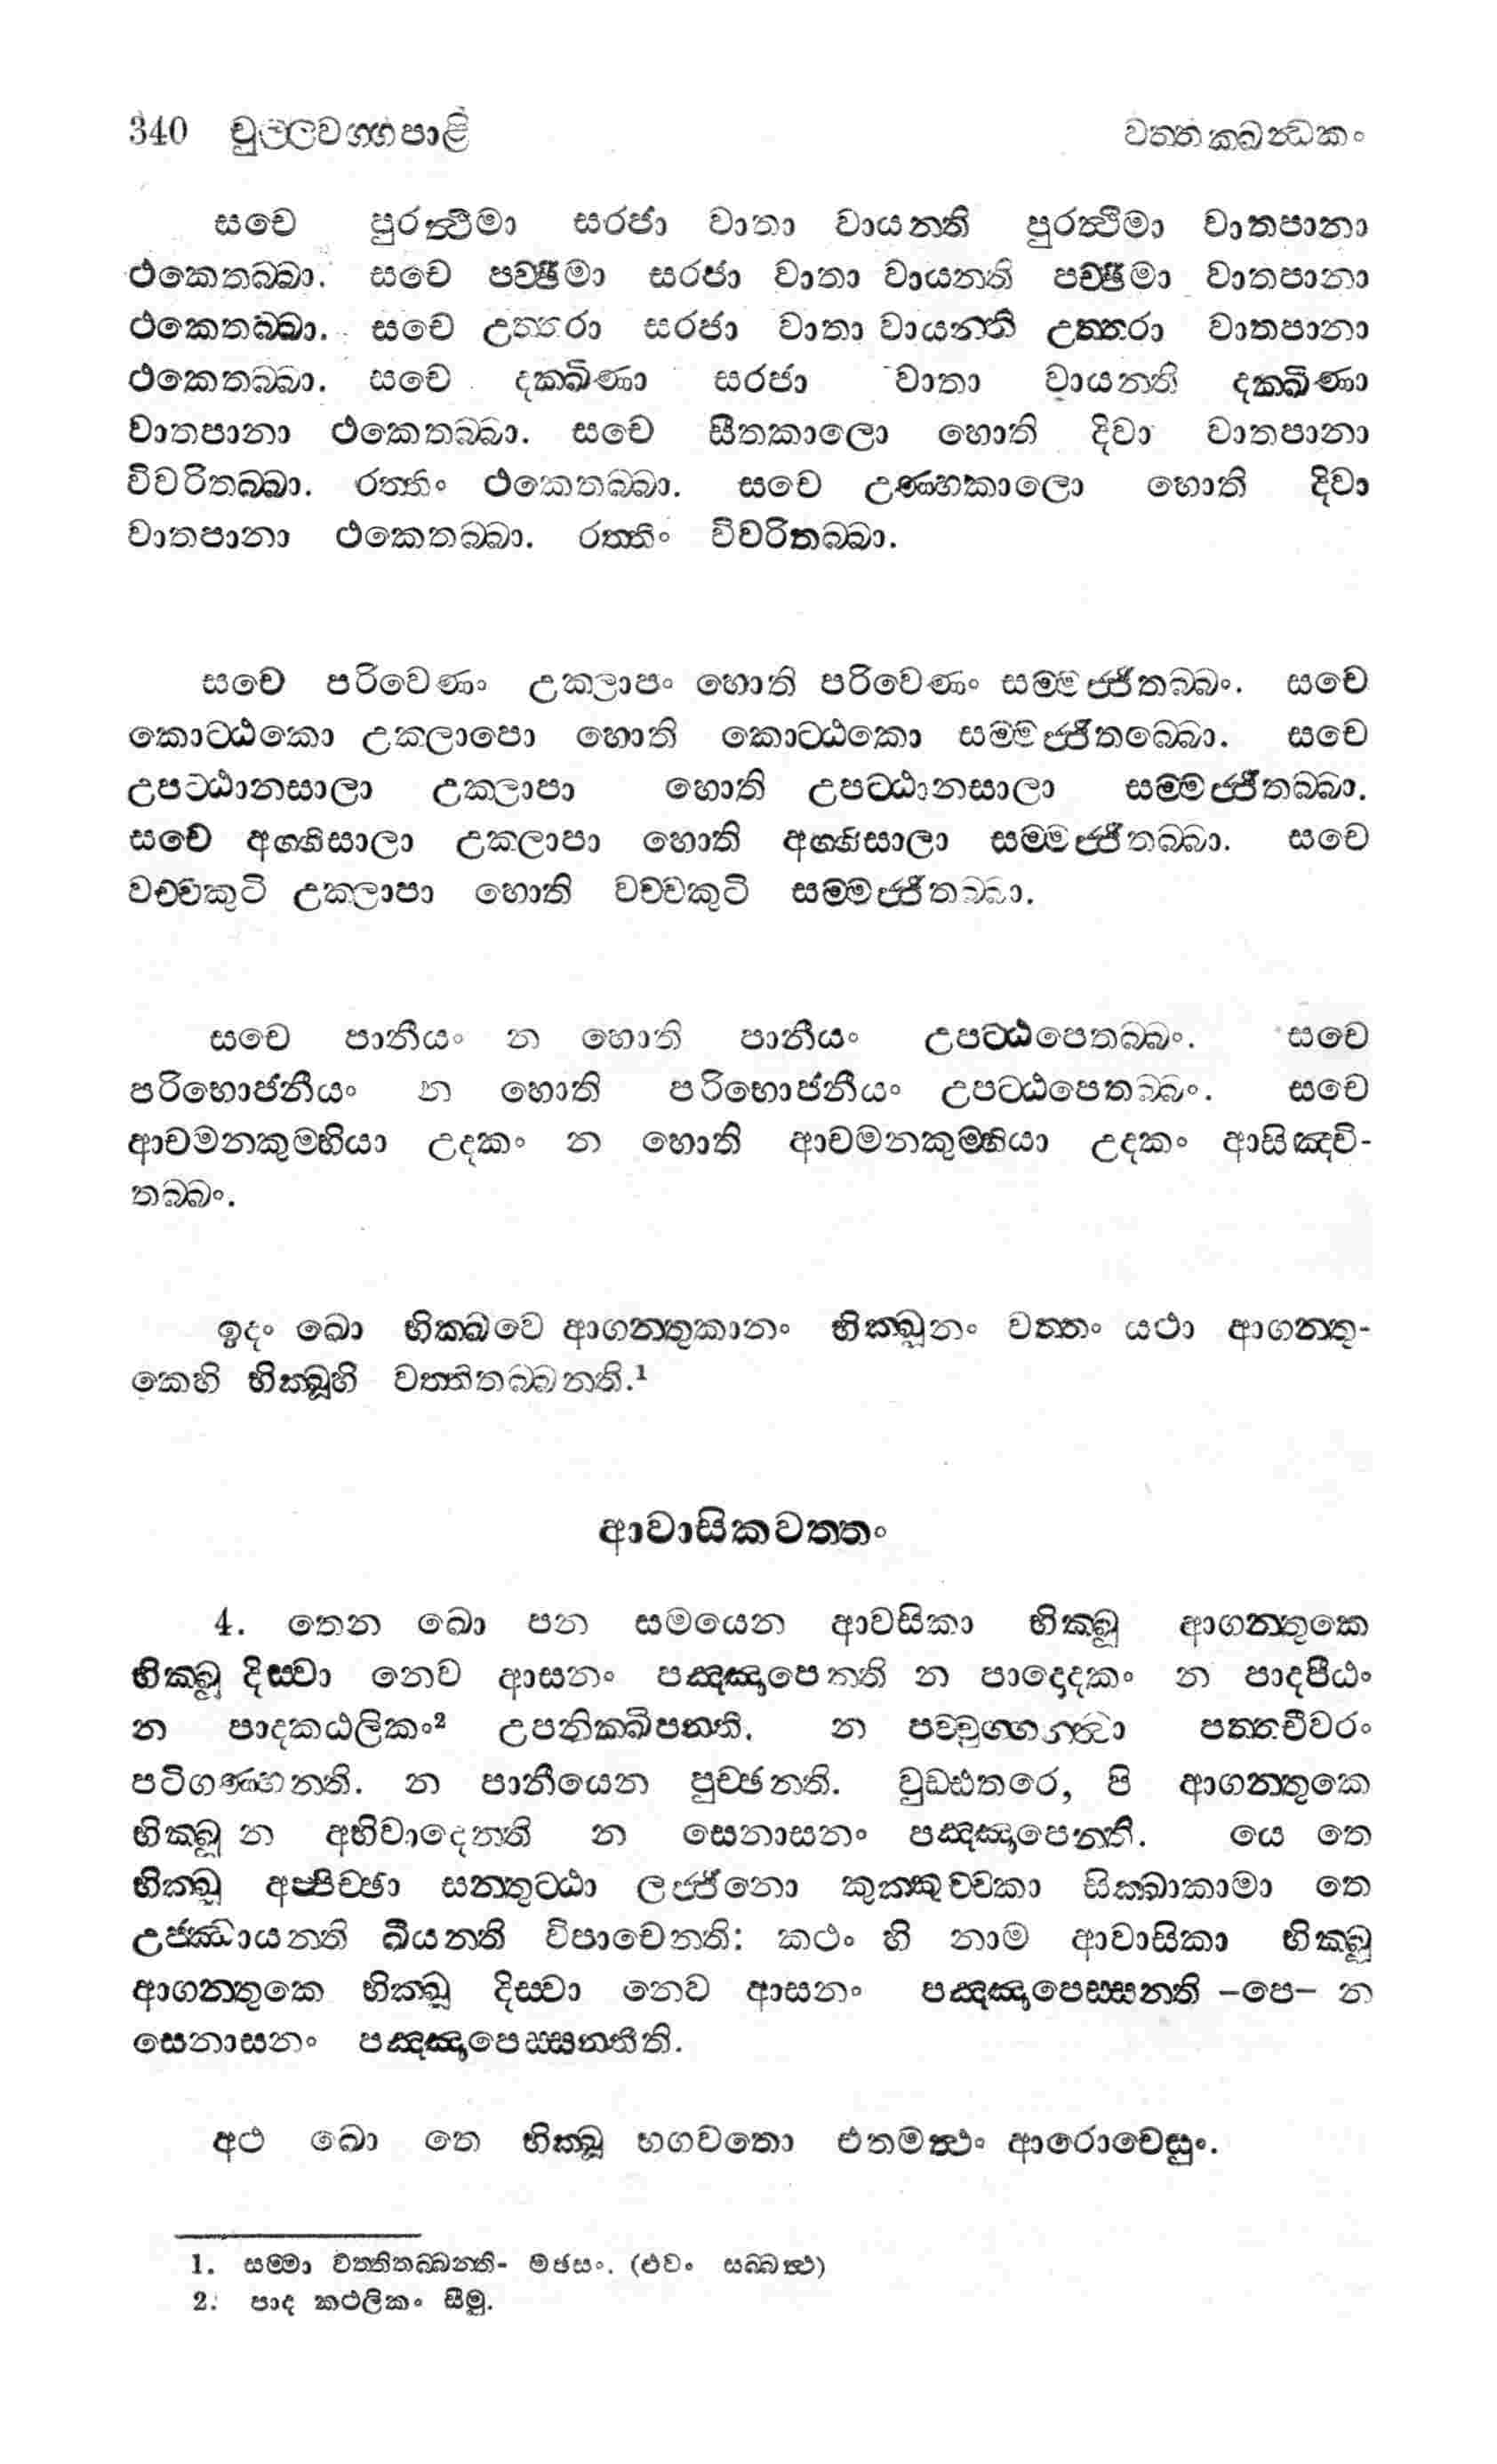 340 චුල්ලවග්ගපාළි වත්තක්ඛන්ධකං
සචෙ පුරත්ථිමා සරජා වාතා වායන්ති පුරත්ථිමා වාතපානා
ථකෙතබ්බා. සචෙ පච්ඡිමා සරජා වාතා වායන්ති පච්ඡිමා වාතපානා
ථකෙතබ්බා. සචෙ උත්තරා සරජා වාතා වායන්ති උත්තරා වාතපානා
ථකෙතබ්බා. සචෙ දක්ඛිණා සරජා වාතා වායන්ති දක්ඛිණා
වාතපානා ථකෙතබ්බා. සචෙ සීතකාලො හොති දිවා වාතපානා
විවරිතබ්බා. රත්තිං ථකෙතබ්බා. සචෙ උණ්හකාලො හොති දිවා
වාතපානා ථකෙතබ්බා. රත්තිං විවරිතබ්බා.
සචෙ පරිවෙණං උක්ලාපං හොති පරිවෙණං සම්මජ්ජිතබ්බං. සචෙ
කොට්ඨකො උක්ලාපො හොති කොට්ඨකො සම්මජ්ජිතබ්බො. සචෙ
උපට්ඨානසාලා උක්ලාපා හොති උපට්ඨානසාලා සම්මජ්ජිතබ්බා.
සචෙ අග්ගිසාලා උක්ලාපා හොති අග්ගිසාලා සම්මජ්ජිතබ්බා. සචෙ
වච්චකුටි උක්ලාපා හොති වච්චකුටි සම්මජ්ජිතබ්බා.
සචෙ පානීයං න හොති පානීයං උපට්ඨපෙතබ්බං. සචෙ
පරිභොජනීයං න හොති පරිභොජනීයං උපට්ඨපෙතබ්බං. සචෙ
ආචමනකුම්භියා උදකං න හොති ආචමනකුම්භියා උදකං ආසිඤ්චි-
තබ්බං.
ඉදං ඛො භික්ඛවෙ ආගන්තුකානං භික්ඛූනං වත්තං යථා ආගන්තු-
කෙහි භික්ඛූහි වත්තිතබ්බන්ති.¹
ආවාසිකවත්තං
4. තෙන ඛො පන සමයෙන ආවසිකා භික්ඛූ ආගන්තුකෙ
භික්ඛූ දිස්වා නෙව ආසනං පඤ්ඤාපෙන්ති න පාදොදකං න පාදපීඨං
න පාදකඨලිකං² උපනික්ඛිපන්ති. න පච්චුග්ගන්ත්වා පත්තචීවරං
පටිගණ්හන්ති. න පානීයෙන පුච්ඡන්ති. වුඩ්ඪතරෙ, පි ආගන්තුකෙ
භික්ඛූ න අභිවාදෙන්ති න සෙනාසනං පඤ්ඤාපෙන්ති. යෙ තෙ
භික්ඛූ අප්පිච්ඡා සන්තුට්ඨා ලජ්ජිනො කුක්කුච්චකා සික්ඛාකාමා තෙ
උජ්ඣායන්ති ඛීයන්ති විපාචෙන්ති: කථං හි නාම ආවාසිකා භික්ඛූ
ආගන්තුකෙ භික්ඛූ දිස්වා නෙව ආසනං පඤ්ඤාපෙස්සන්ති –පෙ– න
සෙනාසනං පඤ්ඤාපෙස්සන්තීති.
අථ ඛො තෙ භික්ඛූ භගවතො එතමත්ථං ආරොචෙසුං.
1. සම්මා වත්තිතබ්බන්ති- මඡසං. (එවං සබ්බත්ථ)
2. පාද කථලිකං සීමු.